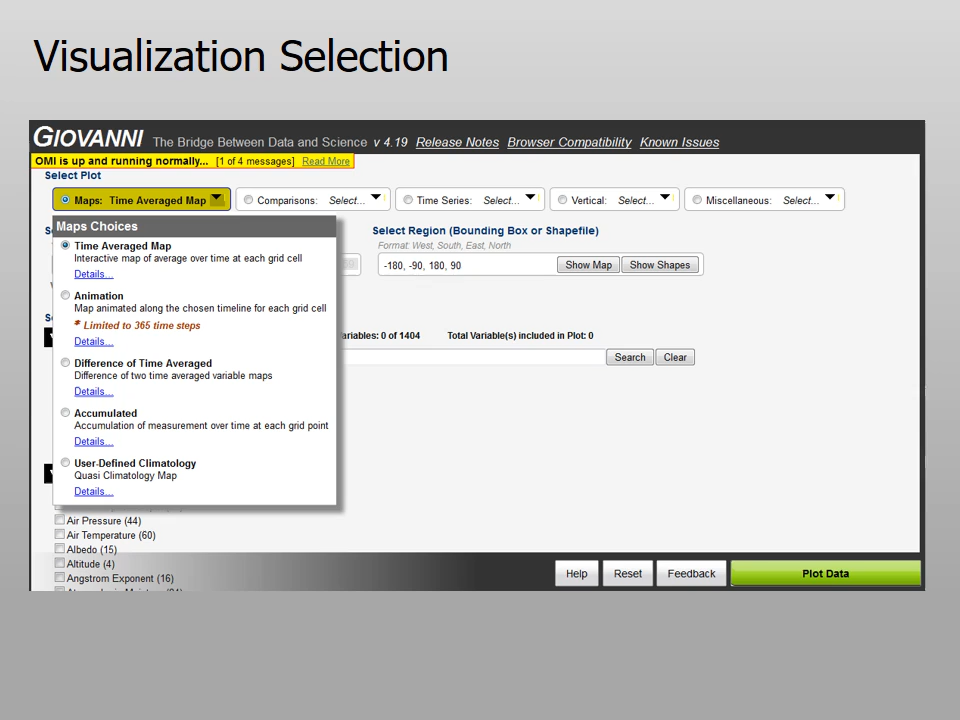 Visualization Selection
GIOVANNI The Bridge Between Data and Science v 4.19 Release Notes Browser Compatibility Known Issues
OMI is up and running normally... [1 of 4 messages] Read More
Select Plot
Maps: Time Averaged Map Comparisons: Select... Time Series: Select... Vertical: Select... Miscellaneous: Select...
Maps Choices
Time Averaged Map
Interactive map of average over time at each grid cell
Details...
Animation
Map animated along the chosen timeline for each grid cell
* Limited to 365 time steps
Details...
Difference of Time Averaged
Difference of two time averaged variable maps
Details...
Accumulated
Accumulation of measurement over time at each grid point
Details...
User-Defined Climatology
Quasi Climatology Map
Details...
Select Region (Bounding Box or Shapefile)
Format: West, South, East, North
-180, -90, 180, 90 Show Map Show Shapes
ariables: 0 of 1404 Total Variable(s) included in Plot: 0
Search Clear
Air Pressure (44)
Air Temperature (60)
Albedo (15)
Altitude (4)
Angstrom Exponent (16)
Help Reset Feedback Plot Data